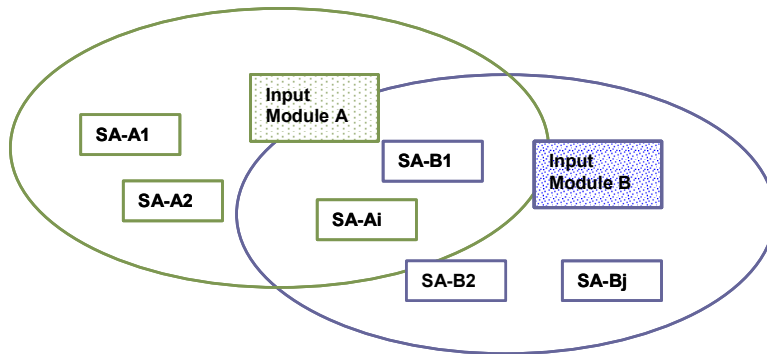 Input
Module A
SA-A1
SA-B1
Input
Module B
SA-A2
SA-Ai
SA-B2
SA-Bj